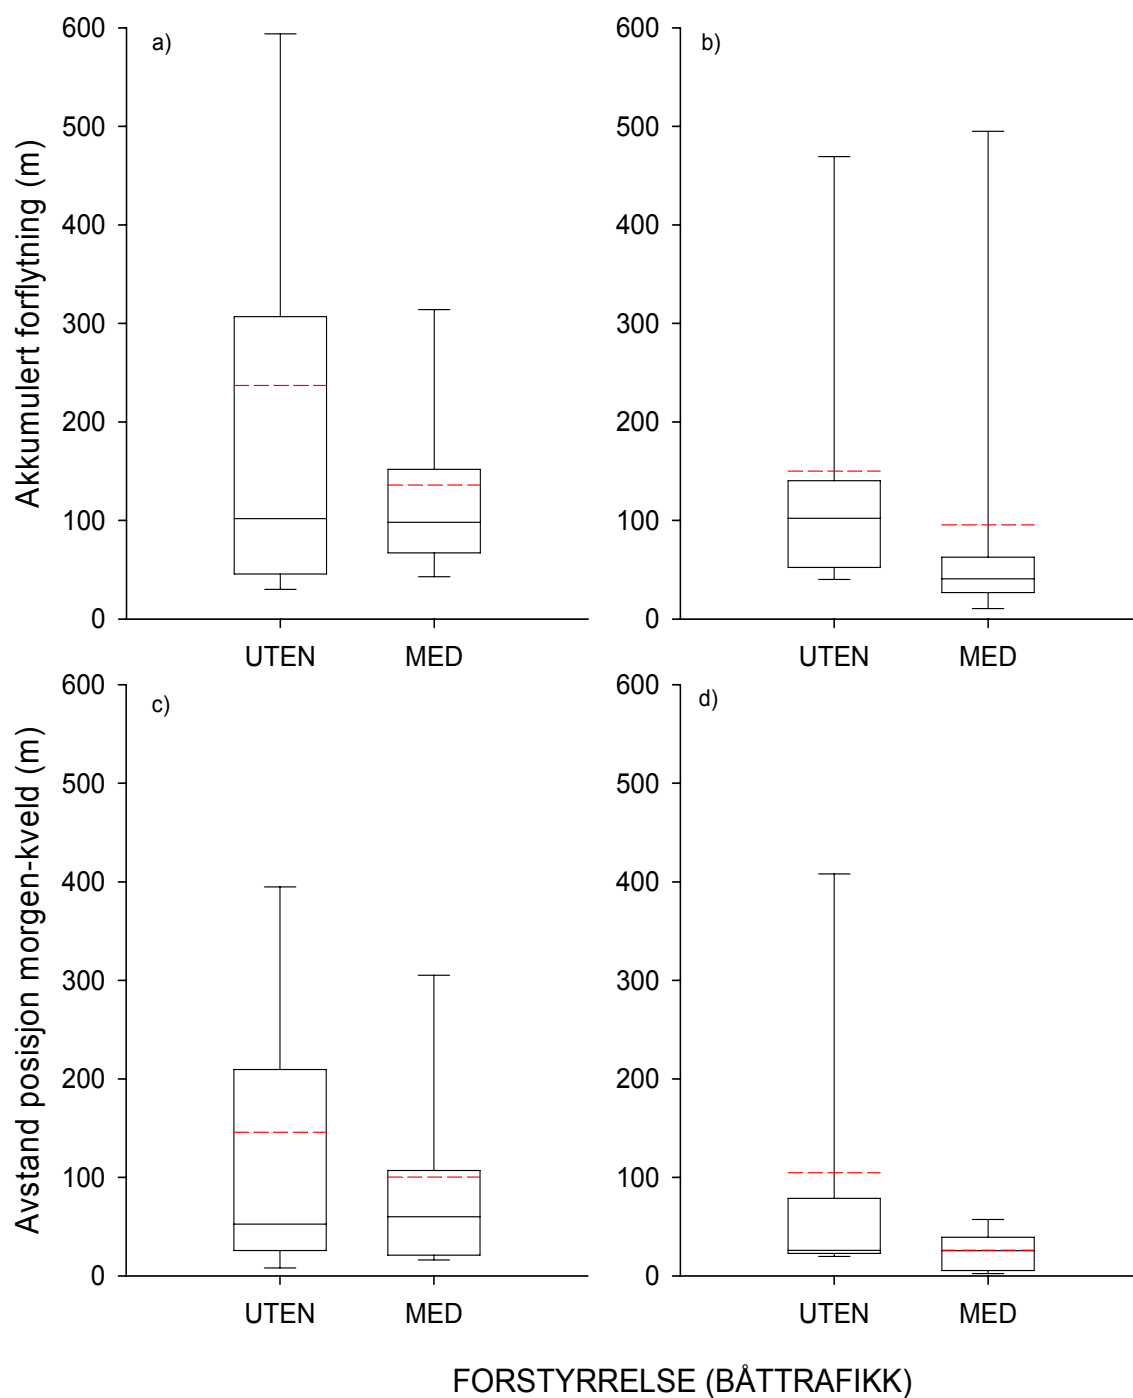 a)
b)
Akkumulert forflytning (m)
600
500
400
300
200
100
0
UTEN
MED
600
500
400
300
200
100
0
UTEN
MED
c)
d)
Avstand posisjon morgen-kveld (m)
600
500
400
300
200
100
0
UTEN
MED
600
500
400
300
200
100
0
UTEN
MED
FORSTYRRELSE (BÅTTRAFIKK)